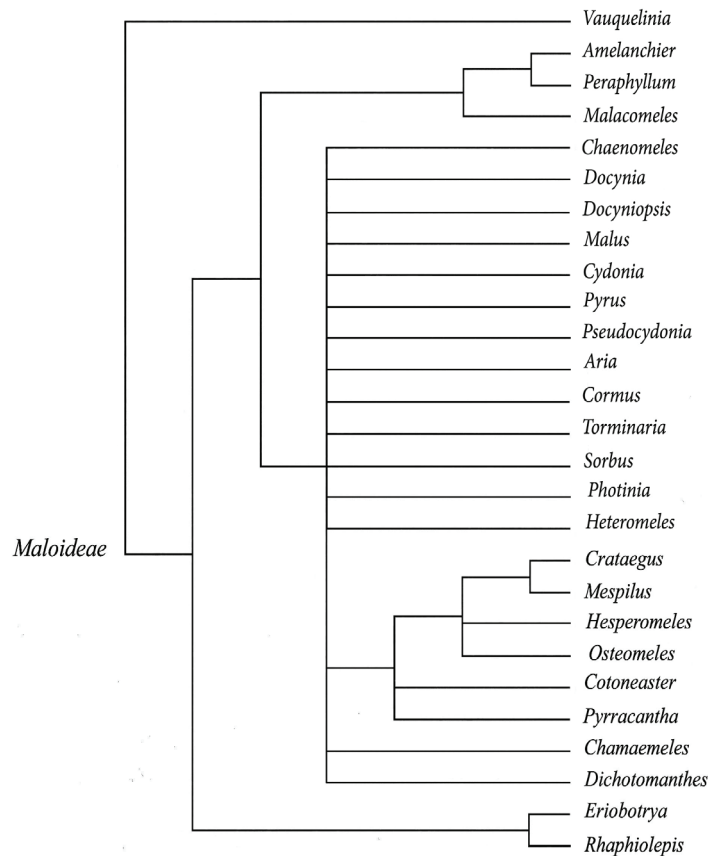 Vauquelinia
Amelanchier
Peraphyllum
Malacomeles
Chaenomeles
Docynia
Docyniopsis
Malus
Cydonia
Pyrus
Pseudocydonia
Aria
Cormus
Torminaria
Sorbus
Photinia
Heteromeles
Maloideae
Crataegus
Mespilus
Hesperomeles
Osteomeles
Cotoneaster
Pyrracantha
Chamaemeles
Dichotomanthes
Eriobotrya
Rhaphiolepis